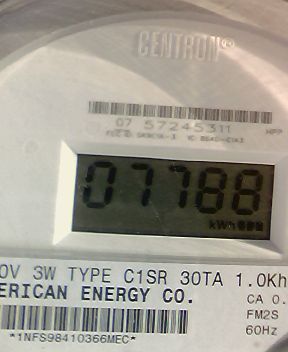 CENTRON®
07 57245311
07788
kWh
0V 3W TYPE C1SR 30TA 1.0Kh
ERICAN ENERGY CO.
CA 0.
FM2S
*1NFS98410366MEC*
60Hz